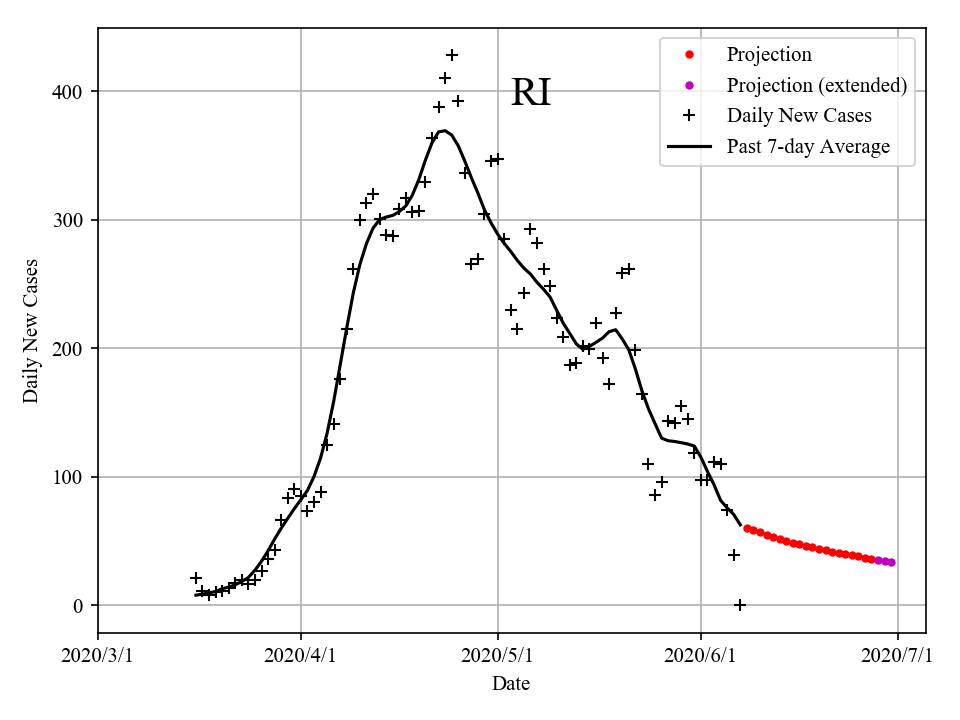 RI
Projection
Projection (extended)
Daily New Cases
Past 7-day Average
400
300
200
100
0
Daily New Cases
2020/3/1 2020/4/1 2020/5/1 2020/6/1 2020/7/1
Date